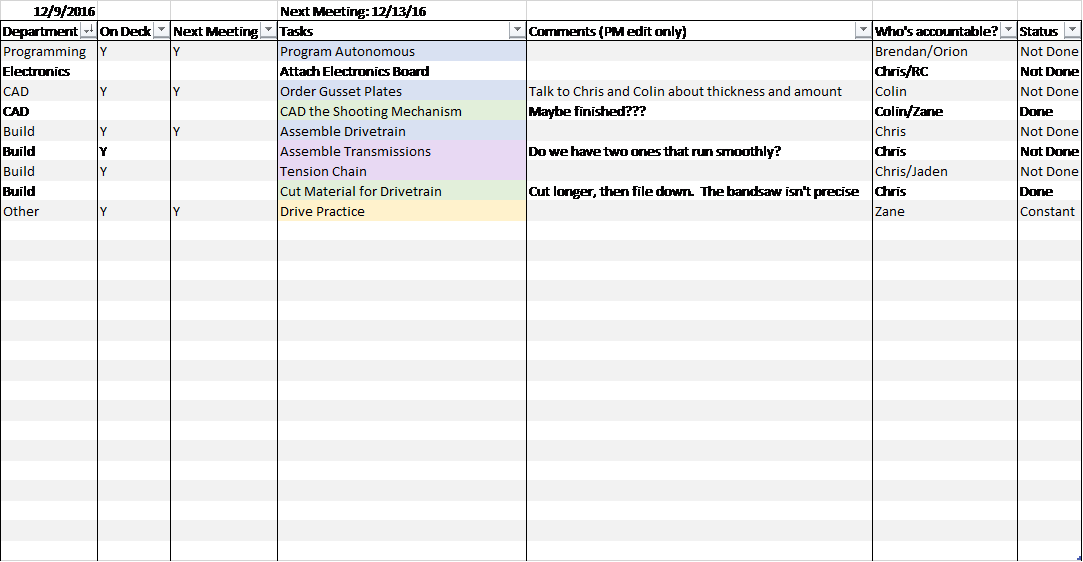 12/9/2016 Next Meeting: 12/13/16
Department On Deck Next Meeting Tasks Comments (PM edit only) Who's accountable? Status
Programming Y Y Program Autonomous Brendan/Orion Not Done
Electronics Attach Electronics Board Chris/RC Not Done
CAD Y Y Order Gusset Plates Talk to Chris and Colin about thickness and amount Colin Not Done
CAD CAD the Shooting Mechanism Maybe finished??? Colin/Zane Done
Build Y Y Assemble Drivetrain Chris Not Done
Build Y Assemble Transmissions Do we have two ones that run smoothly? Chris Not Done
Build Y Tension Chain Chris/Jaden Not Done
Build Cut Material for Drivetrain Cut longer, then file down. The bandsaw isn't precise Chris Done
Other Y Y Drive Practice Zane Constant